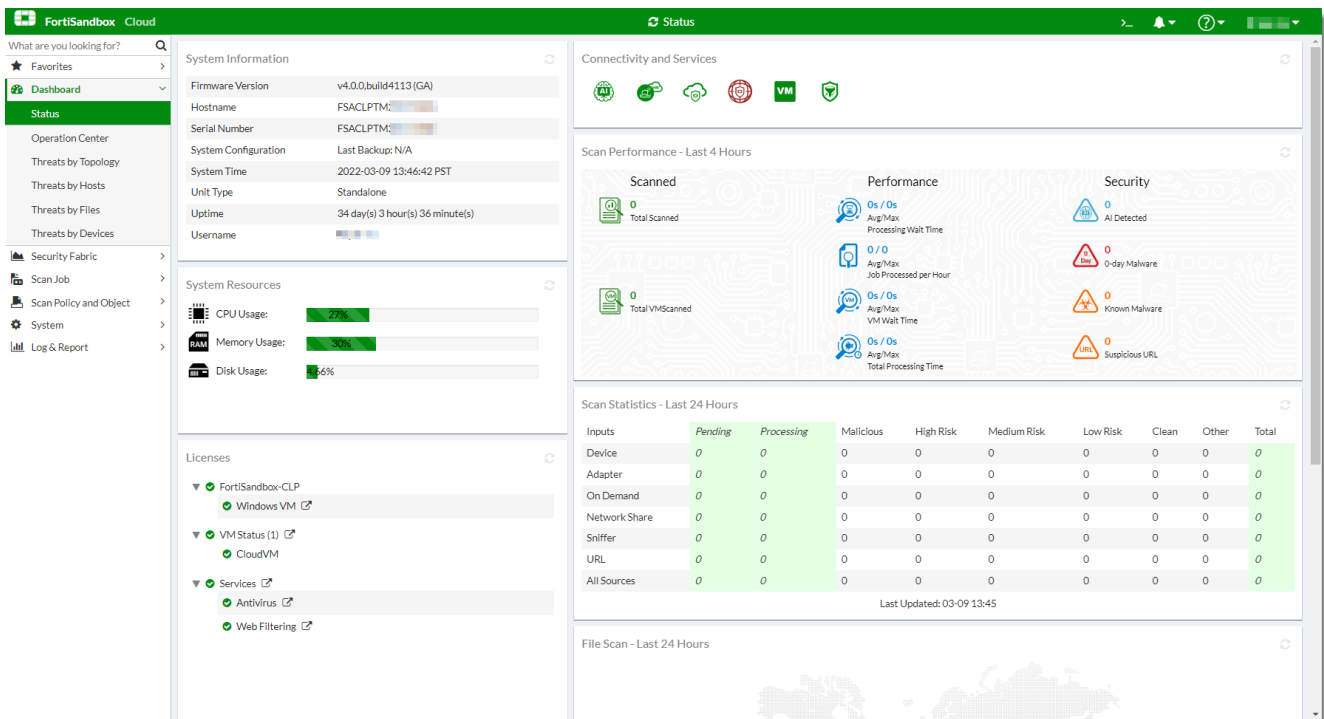 FortiSandbox Cloud
Status
>_
What are you looking for?
Favorites
Dashboard
Status
Operation Center
Threats by Topology
Threats by Hosts
Threats by Files
Threats by Devices
Security Fabric
Scan Job
Scan Policy and Object
System
Log & Report
System Information
Firmware Version v4.0.0,build4113 (GA)
Hostname FSACLPTM
Serial Number FSACLPTM
System Configuration Last Backup: N/A
System Time 2022-03-09 13:46:42 PST
Unit Type Standalone
Uptime 34 day(s) 3 hour(s) 36 minute(s)
Username
System Resources
CPU Usage: 27%
RAM Memory Usage: 30%
Disk Usage: 4.66%
Licenses
FortiSandbox-CLP
Windows VM
VM Status (1)
CloudVM
Services
Antivirus
Web Filtering
Connectivity and Services
AI VM
Scan Performance - Last 4 Hours
Scanned Performance Security
0
Total Scanned
0s / 0s
Avg/Max
Processing Wait Time
0
AI Detected
0 / 0
Avg/Max
Job Processed per Hour
0
Day
0
0-day Malware
VM
0
Total VMScanned
VM
0s / 0s
Avg/Max
VM Wait Time
0
Known Malware
0s / 0s
Avg/Max
Total Processing Time
URL
0
Suspicious URL
Scan Statistics - Last 24 Hours
Inputs Pending Processing Malicious High Risk Medium Risk Low Risk Clean Other Total
Device 0 0 0 0 0 0 0 0 0
Adapter 0 0 0 0 0 0 0 0 0
On Demand 0 0 0 0 0 0 0 0 0
Network Share 0 0 0 0 0 0 0 0 0
Sniffer 0 0 0 0 0 0 0 0 0
URL 0 0 0 0 0 0 0 0 0
All Sources 0 0 0 0 0 0 0 0 0
Last Updated: 03-09 13:45
File Scan - Last 24 Hours